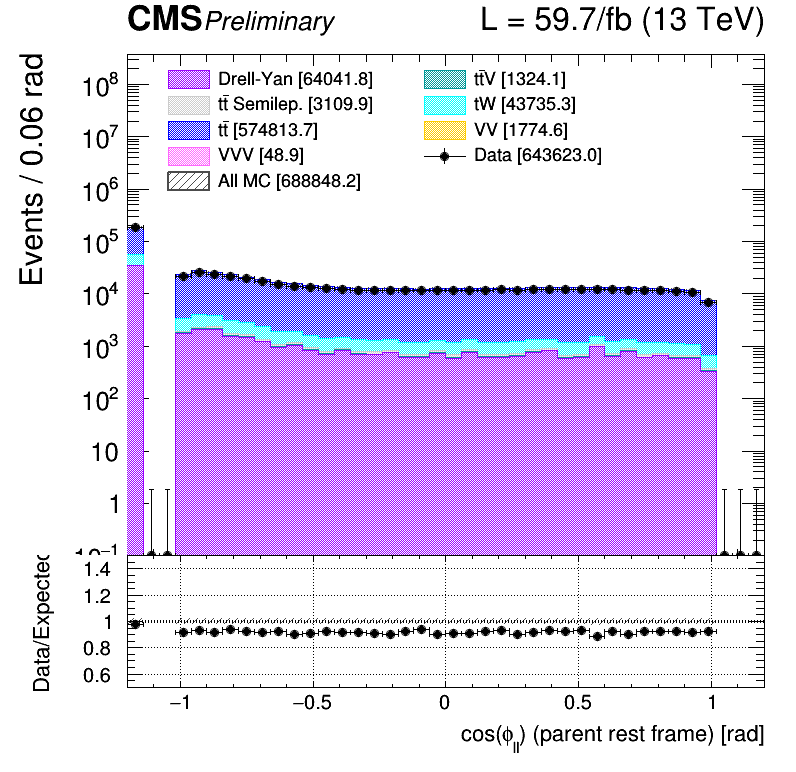 CMS Preliminary L = 59.7/fb (13 TeV)
Events / 0.06 rad
Drell-Yan [64041.8]
tt̄ Semilep. [3109.9]
tt̄ [574813.7]
VVV [48.9]
All MC [688848.2]
tt̄V [1324.1]
tW [43735.3]
VV [1774.6]
Data [643623.0]
10⁸
10⁷
10⁶
10⁵
10⁴
10³
10²
10
1
10⁻¹
Data/Expected
1.4
1.2
1
0.8
0.6
−1 −0.5 0 0.5 1
cos(ϕ_ll) (parent rest frame) [rad]